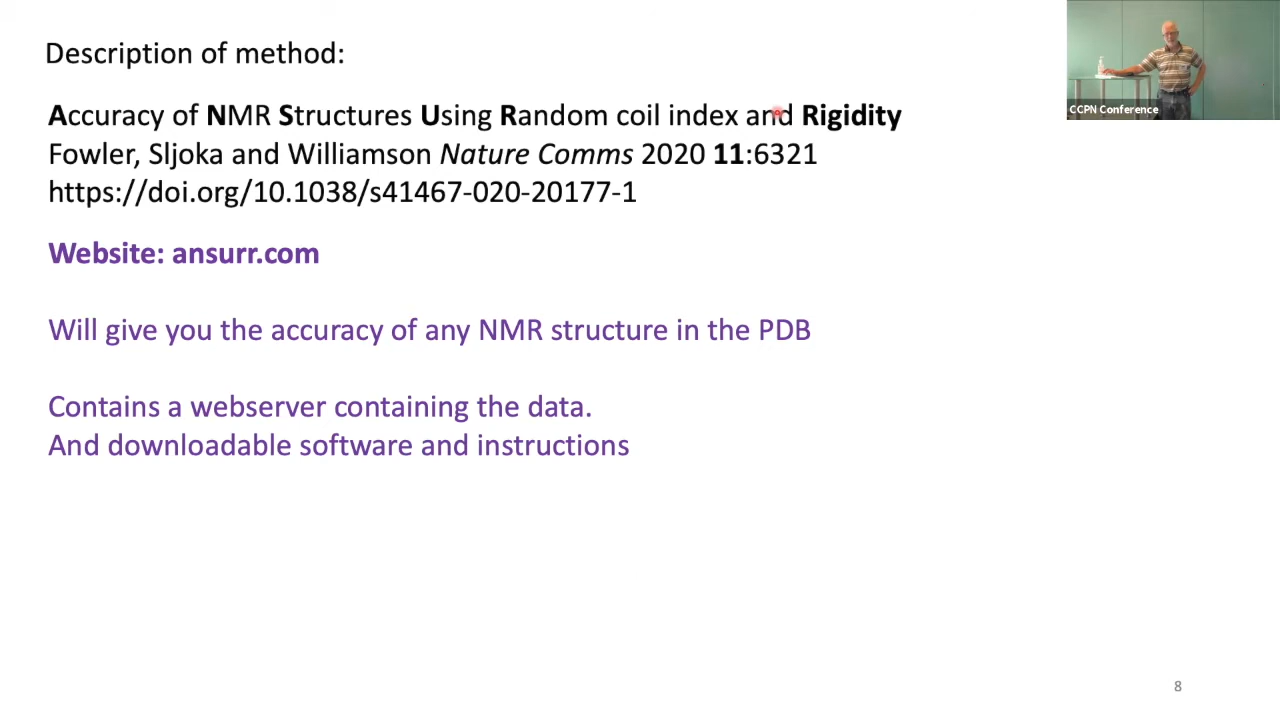 Description of method:
Accuracy of NMR Structures Using Random coil index and Rigidity
Fowler, Sljoka and Williamson Nature Comms 2020 11:6321
https://doi.org/10.1038/s41467-020-20177-1
Website: ansurr.com
Will give you the accuracy of any NMR structure in the PDB
Contains a webserver containing the data.
And downloadable software and instructions
CCPN Conference
8